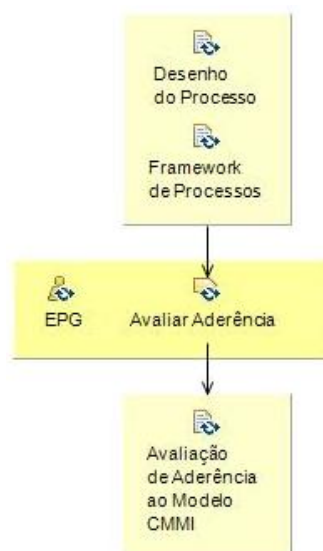 Desenho
do Processo
Framework
de Processos
EPG
Avaliar Aderência
Avaliação
de Aderência
ao Modelo
CMMI